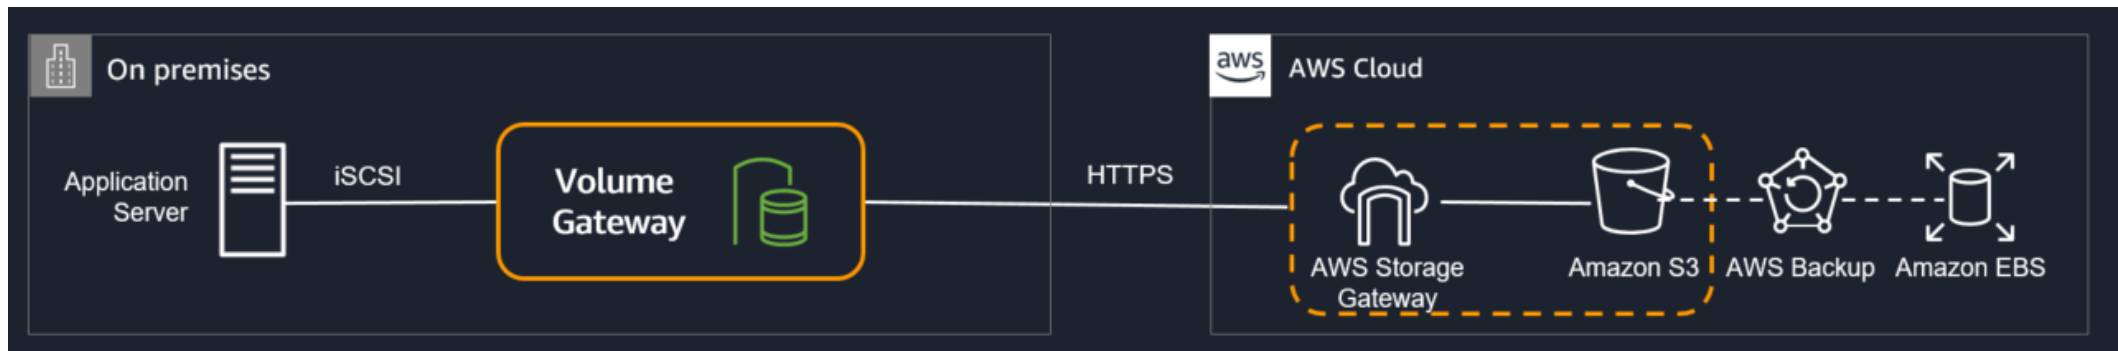 On premises
Application
Server
iSCSI
Volume
Gateway
HTTPS
aws
AWS Cloud
AWS Storage
Gateway
Amazon S3
AWS Backup
Amazon EBS